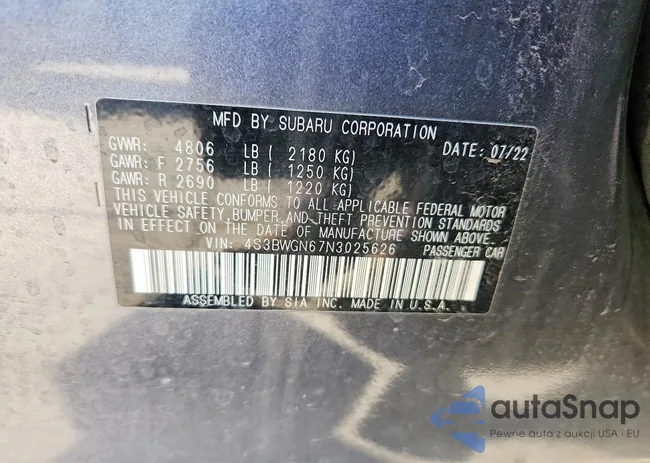 MFD BY SUBARU CORPORATION
GVWR: 4806 LB ( 2180 KG) DATE: 07/22
GAWR: F 2756 LB ( 1250 KG)
GAWR: R 2690 LB ( 1220 KG)
THIS VEHICLE CONFORMS TO ALL APPLICABLE FEDERAL MOTOR
VEHICLE SAFETY, BUMPER, AND THEFT PREVENTION STANDARDS
IN EFFECT ON THE DATE OF MANUFACTURE SHOWN ABOVE.
VIN: 4S3BWGN67N3025626 PASSENGER CAR
ASSEMBLED BY SIA INC. MADE IN U.S.A.
autaSnap
Pewne auta z aukcji USA i EU